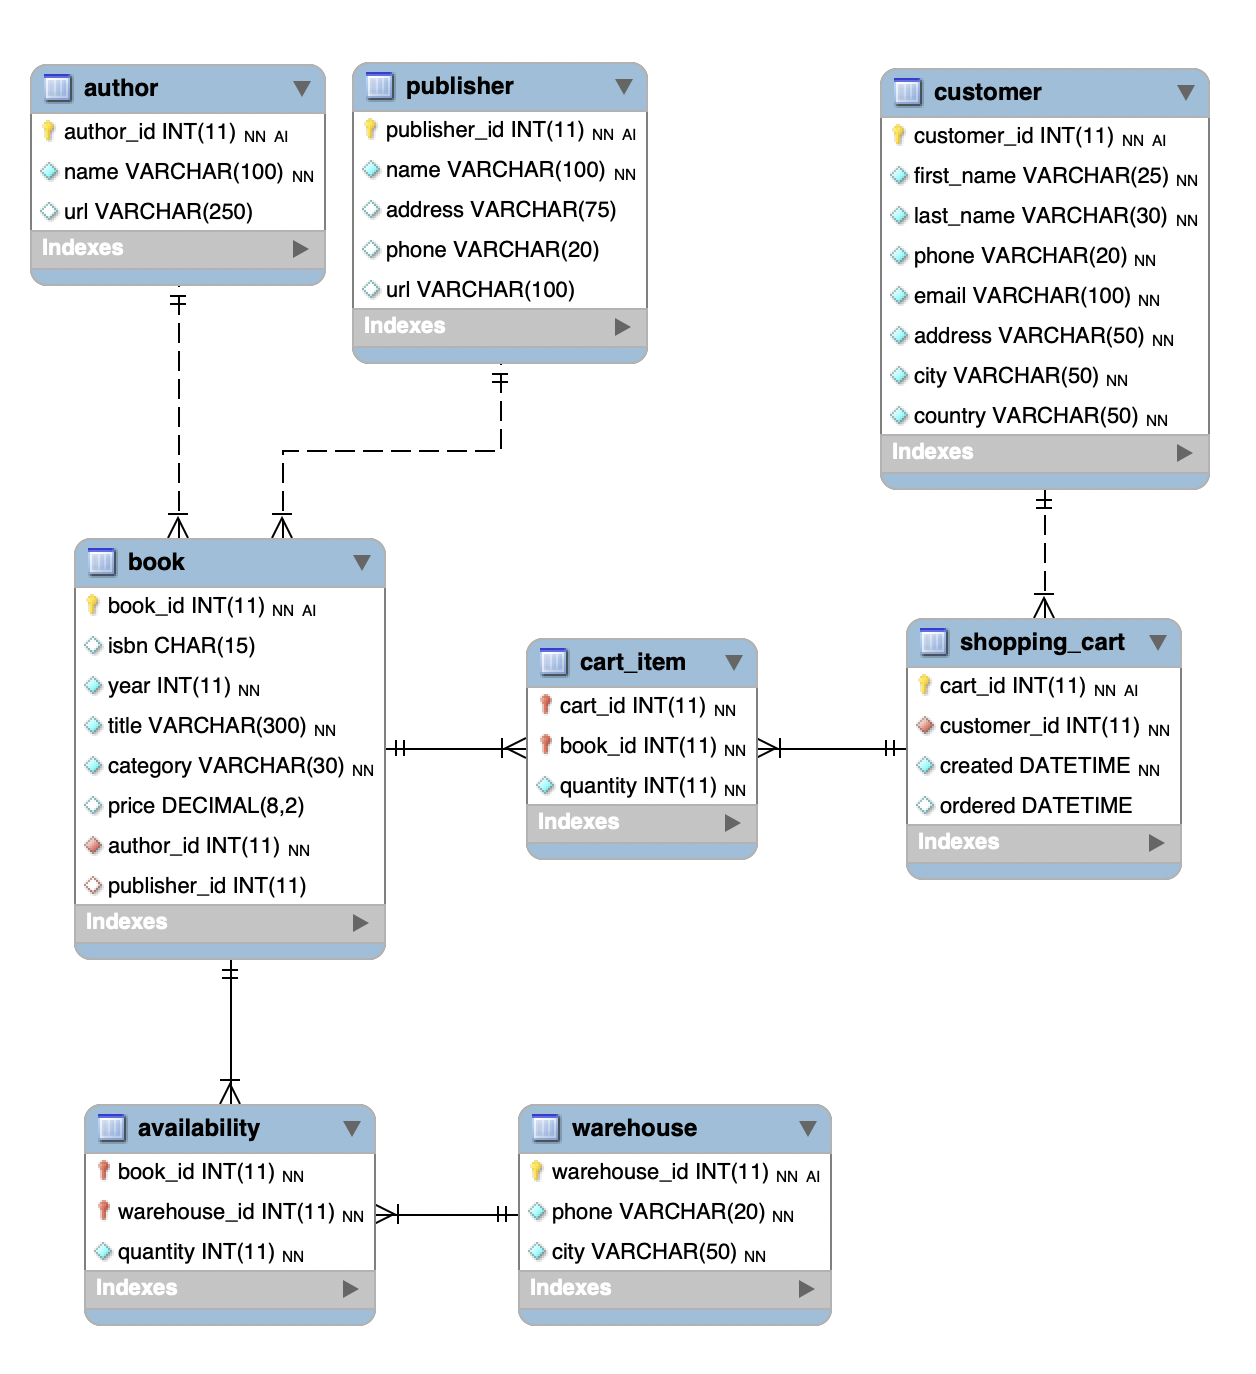 author
author_id INT(11) NN AI
name VARCHAR(100) NN
url VARCHAR(250)
Indexes
publisher
publisher_id INT(11) NN AI
name VARCHAR(100) NN
address VARCHAR(75)
phone VARCHAR(20)
url VARCHAR(100)
Indexes
customer
customer_id INT(11) NN AI
first_name VARCHAR(25) NN
last_name VARCHAR(30) NN
phone VARCHAR(20) NN
email VARCHAR(100) NN
address VARCHAR(50) NN
city VARCHAR(50) NN
country VARCHAR(50) NN
Indexes
book
book_id INT(11) NN AI
isbn CHAR(15)
year INT(11) NN
title VARCHAR(300) NN
category VARCHAR(30) NN
price DECIMAL(8,2)
author_id INT(11) NN
publisher_id INT(11)
Indexes
cart_item
cart_id INT(11) NN
book_id INT(11) NN
quantity INT(11) NN
Indexes
shopping_cart
cart_id INT(11) NN AI
customer_id INT(11) NN
created DATETIME NN
ordered DATETIME
Indexes
availability
book_id INT(11) NN
warehouse_id INT(11) NN
quantity INT(11) NN
Indexes
warehouse
warehouse_id INT(11) NN AI
phone VARCHAR(20) NN
city VARCHAR(50) NN
Indexes